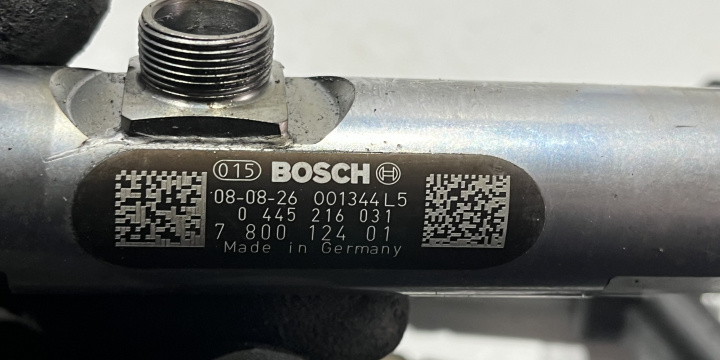 015 BOSCH
08-08-26 001344L5
0 445 216 031
7 800 124 01
Made in Germany